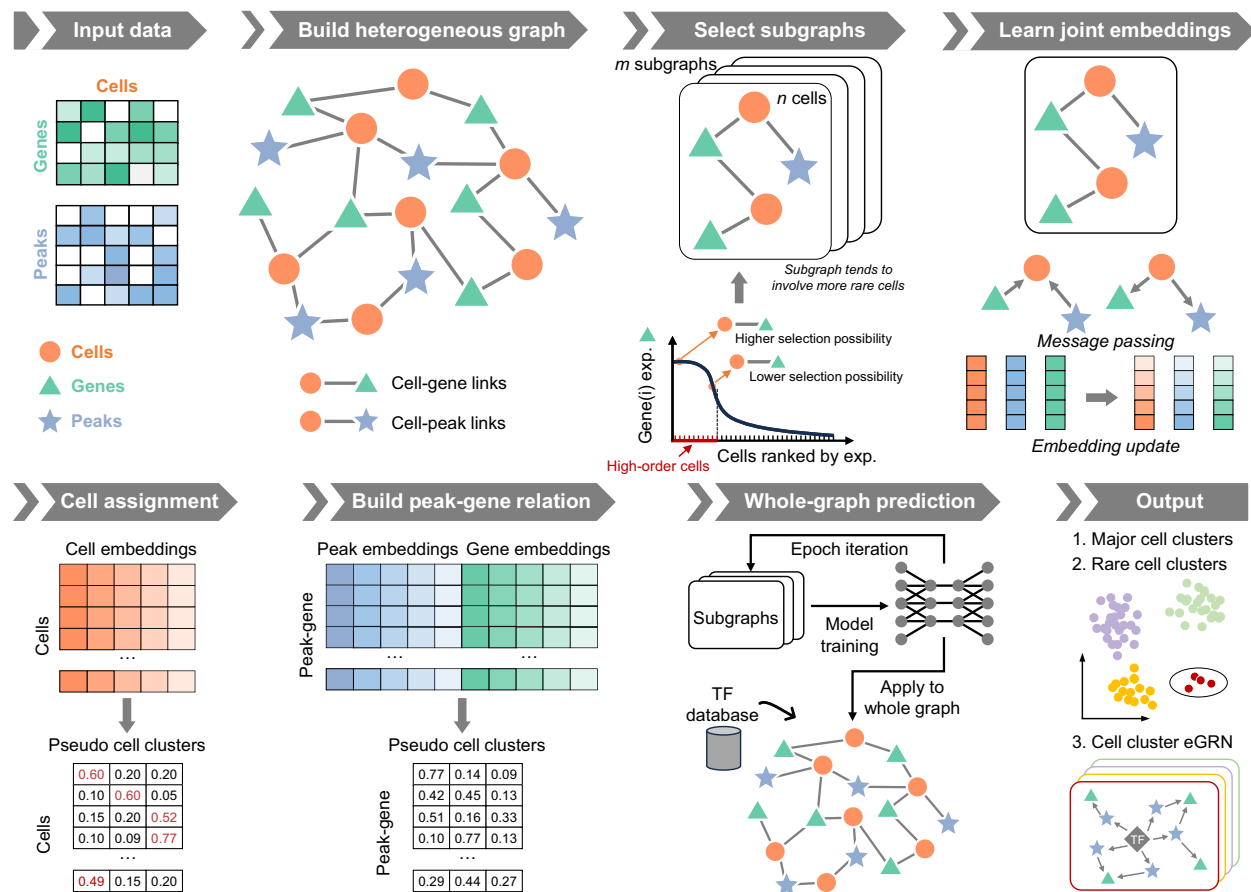 Input data
Cells
Genes
Peaks
Cells
Genes
Peaks
Build heterogeneous graph
Cell-gene links
Cell-peak links
Select subgraphs
m subgraphs
n cells
Subgraph tends to
involve more rare cells
Higher selection possibility
Lower selection possibility
Gene(i) exp.
Cells ranked by exp.
High-order cells
Learn joint embeddings
Message passing
Embedding update
Cell assignment
Cell embeddings
Cells
...
Pseudo cell clusters
Cells
0.60 0.20 0.20
0.10 0.60 0.05
0.15 0.20 0.52
0.10 0.09 0.77
...
0.49 0.15 0.20
Build peak-gene relation
Peak embeddings Gene embeddings
Peak-gene
... ...
Pseudo cell clusters
Peak-gene
0.77 0.14 0.09
0.42 0.45 0.13
0.51 0.16 0.33
0.10 0.77 0.13
...
0.29 0.44 0.27
Whole-graph prediction
Epoch iteration
Subgraphs
Model
training
Apply to
whole graph
TF
database
Output
1. Major cell clusters
2. Rare cell clusters
3. Cell cluster eGRN
TF